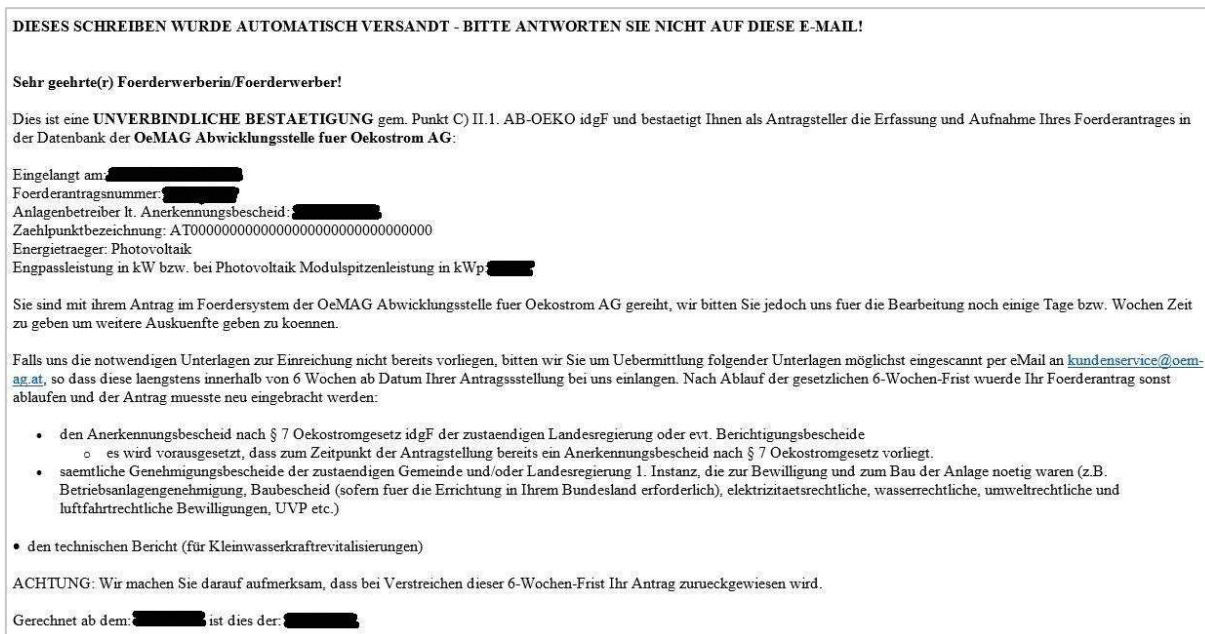 DIESES SCHREIBEN WURDE AUTOMATISCH VERSANDT - BITTE ANTWORTEN SIE NICHT AUF DIESE E-MAIL!
Sehr geehrte(r) Foerderwerberin/Foerderwerber!
Dies ist eine UNVERBINDLICHE BESTAETIGUNG gem. Punkt C) II.1. AB-OEKO idgF und bestaetigt Ihnen als Antragsteller die Erfassung und Aufnahme Ihres Foerderantrages in
der Datenbank der OeMAG Abwicklungsstelle fuer Oekostrom AG:
Eingelangt am:
Foerderantragsnummer:
Anlagenbetreiber lt. Anerkennungsbescheid:
Zaehlpunktbezeichnung: AT0000000000000000000000000000000
Energietraeger: Photovoltaik
Engpassleistung in kW bzw. bei Photovoltaik Modulspitzenleistung in kWp:
Sie sind mit ihrem Antrag im Foerdersystem der OeMAG Abwicklungsstelle fuer Oekostrom AG gereiht, wir bitten Sie jedoch uns fuer die Bearbeitung noch einige Tage bzw. Wochen Zeit
zu geben um weitere Auskuenfte geben zu koennen.
Falls uns die notwendigen Unterlagen zur Einreichung nicht bereits vorliegen, bitten wir Sie um Uebermittlung folgender Unterlagen möglichst eingescannt per eMail an kundenservice@oem-
ag.at, so dass diese laengstens innerhalb von 6 Wochen ab Datum Ihrer Antragssstellung bei uns einlangen. Nach Ablauf der gesetzlichen 6-Wochen-Frist wuerde Ihr Foerderantrag sonst
ablaufen und der Antrag muesste neu eingebracht werden:
• den Anerkennungsbescheid nach § 7 Oekostromgesetz idgF der zustaendigen Landesregierung oder evt. Berichtigungsbescheide
○ es wird vorausgesetzt, dass zum Zeitpunkt der Antragstellung bereits ein Anerkennungsbescheid nach § 7 Oekostromgesetz vorliegt.
• saemtliche Genehmigungsbescheide der zustaendigen Gemeinde und/oder Landesregierung 1. Instanz, die zur Bewilligung und zum Bau der Anlage noetig waren (z.B.
Betriebsanlagengenehmigung, Baubescheid (sofern fuer die Errichtung in Ihrem Bundesland erforderlich), elektrizitaetsrechtliche, wasserrechtliche, umweltrechtliche und
luftfahrtrechtliche Bewilligungen, UVP etc.)
• den technischen Bericht (für Kleinwasserkraftrevitalisierungen)
ACHTUNG: Wir machen Sie darauf aufmerksam, dass bei Verstreichen dieser 6-Wochen-Frist Ihr Antrag zurueckgewiesen wird.
Gerechnet ab dem: ist dies der: